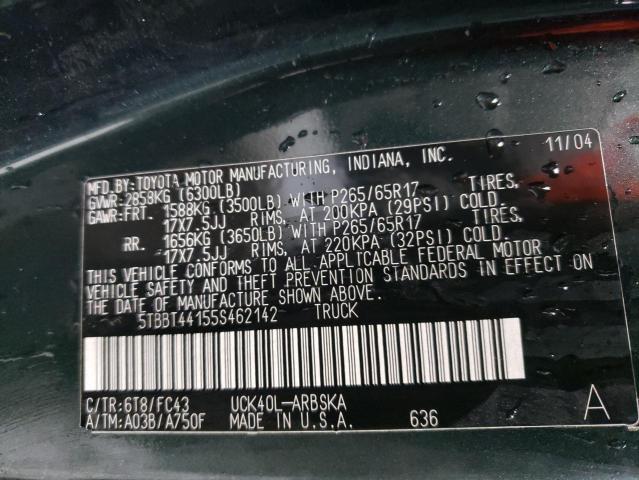 MFD.BY:TOYOTA MOTOR MANUFACTURING, INDIANA, INC. 11/04
GVWR:2858KG (6300LB)
GAWR:FRT. 1588KG (3500LB) WITH P265/65R17 TIRES,
17X7.5JJ RIMS, AT 200KPA (29PSI) COLD.
RR. 1656KG (3650LB) WITH P265/65R17 TIRES,
17X7.5JJ RIMS, AT 220KPA (32PSI) COLD.
THIS VEHICLE CONFORMS TO ALL APPLICABLE FEDERAL MOTOR
VEHICLE SAFETY AND THEFT PREVENTION STANDARDS IN EFFECT ON
THE DATE OF MANUFACTURE SHOWN ABOVE.
5TBBT44155S462142 TRUCK
C/TR:6T8/FC43 UCK40L-ARBSKA
A/TM:A03B/A750F MADE IN U.S.A. 636 A